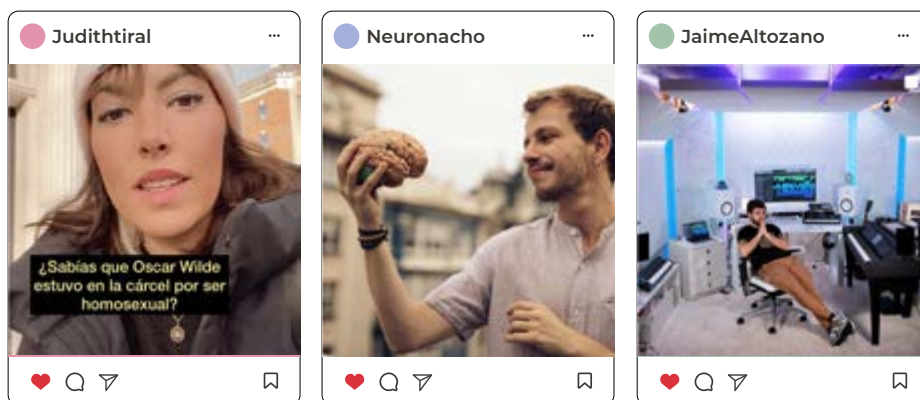 Judithtiral
Neuronacho
JaimeAltozano
¿Sabías que Oscar Wilde
estuvo en la cárcel por ser
homosexual?